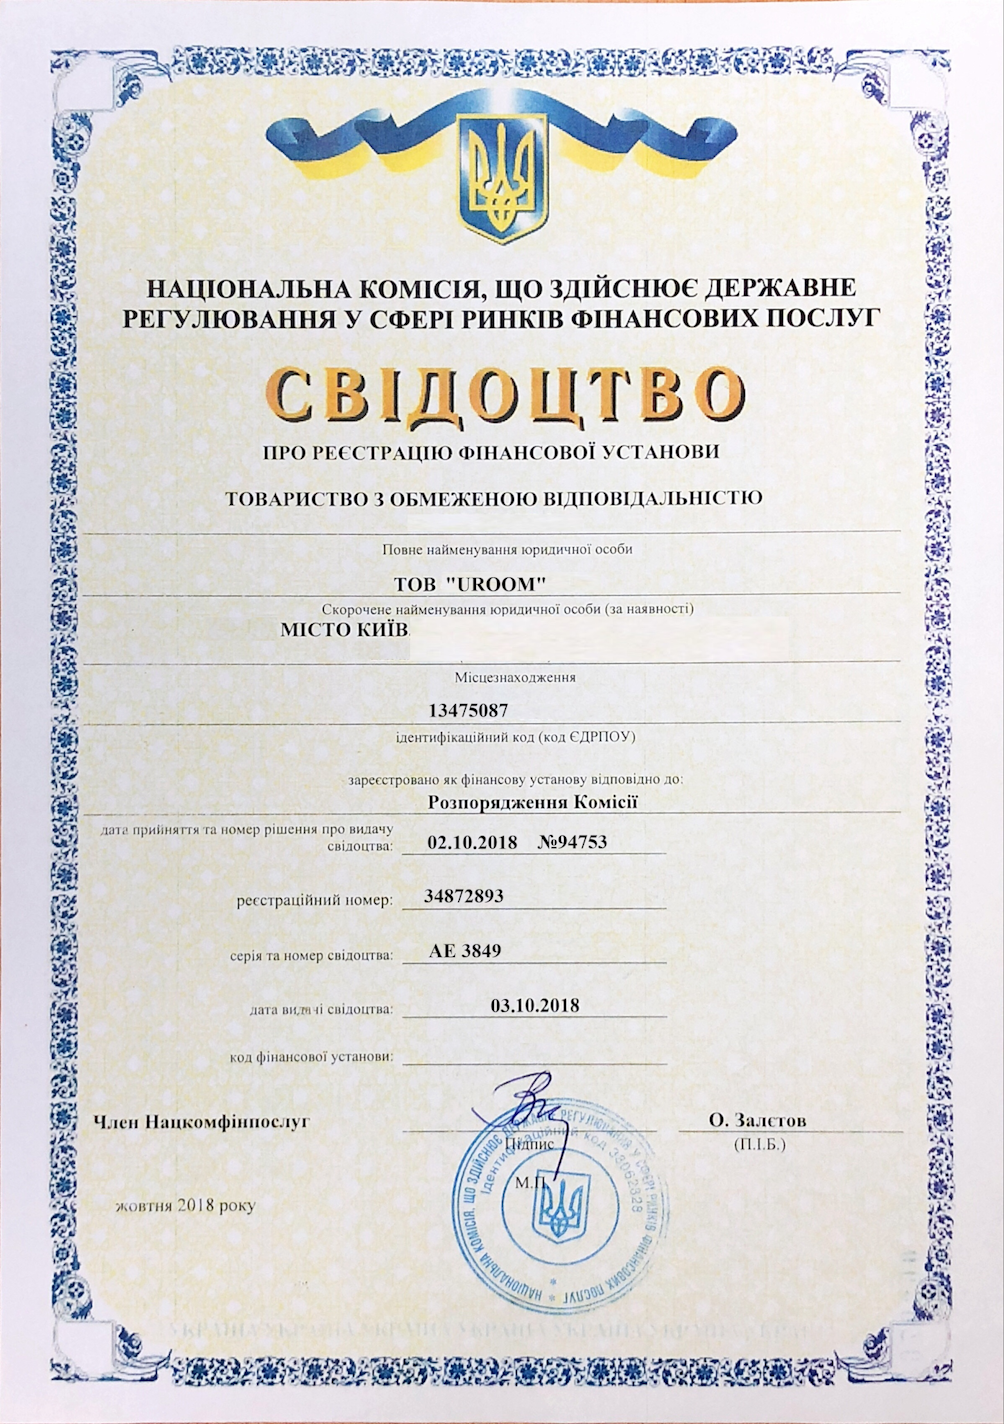 НАЦІОНАЛЬНА КОМІСІЯ, ЩО ЗДІЙСНЮЄ ДЕРЖАВНЕ
РЕГУЛЮВАННЯ У СФЕРІ РИНКІВ ФІНАНСОВИХ ПОСЛУГ
СВІДОЦТВО
ПРО РЕЄСТРАЦІЮ ФІНАНСОВОЇ УСТАНОВИ
ТОВАРИСТВО З ОБМЕЖЕНОЮ ВІДПОВІДАЛЬНІСТЮ
Повне найменування юридичної особи
ТОВ "UROOM"
Скорочене найменування юридичної особи (за наявності)
МІСТО КИЇВ
Місцезнаходження
13475087
ідентифікаційний код (код ЄДРПОУ)
зареєстровано як фінансову установу відповідно до:
Розпорядження Комісії
дата прийняття та номер рішення про видачу
свідоцтва: 02.10.2018 №94753
реєстраційний номер: 34872893
серія та номер свідоцтва: АЕ 3849
дата видачі свідоцтва: 03.10.2018
код фінансової установи:
Член Нацкомфінпослуг О. Залєтов
Підпис (П.І.Б.)
М.П.
жовтня 2018 року
НАЦІОНАЛЬНА КОМІСІЯ, ЩО ЗДІЙСНЮЄ ДЕРЖАВНЕ РЕГУЛЮВАННЯ У СФЕРІ РИНКІВ ФІНАНСОВИХ ПОСЛУГ
Ідентифікаційний код 38062828
УКРАЇНА УКРАЇНА УКРАЇНА УКРАЇНА УКРАЇНА УКРАЇНА